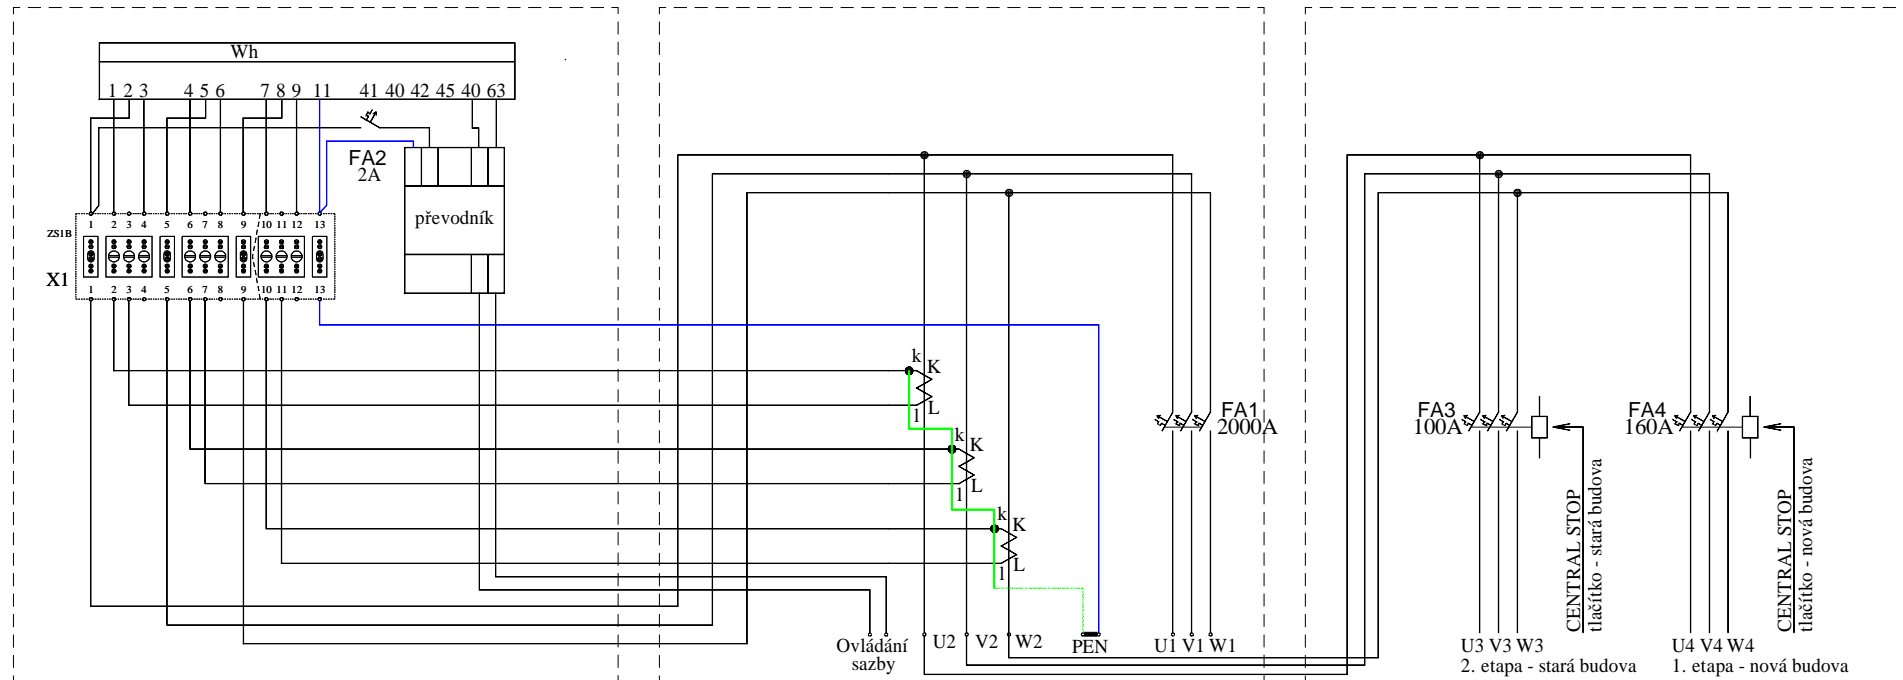 Wh
1 2 3 4 5 6 7 8 9 11 41 40 42 45 40 63
FA2
2A
převodník
ZS1B
X1
1 2 3 4 5 6 7 8 9 10 11 12 13
1 2 3 4 5 6 7 8 9 10 11 12 13
k K
l L
k K
l L
k K
l L
FA1
2000A
Ovládání
sazby
U2 V2 W2 PEN U1 V1 W1
FA3
100A
CENTRAL STOP
tlačítko - stará budova
U3 V3 W3
2. etapa - stará budova
FA4
160A
CENTRAL STOP
tlačítko - nová budova
U4 V4 W4
1. etapa - nová budova